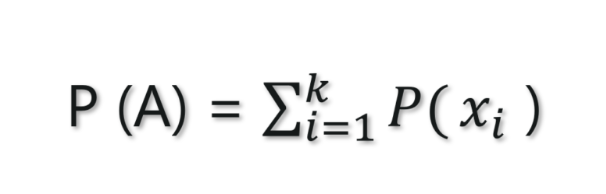 P (A) = ∑ᵏᵢ₌₁ P( xᵢ )